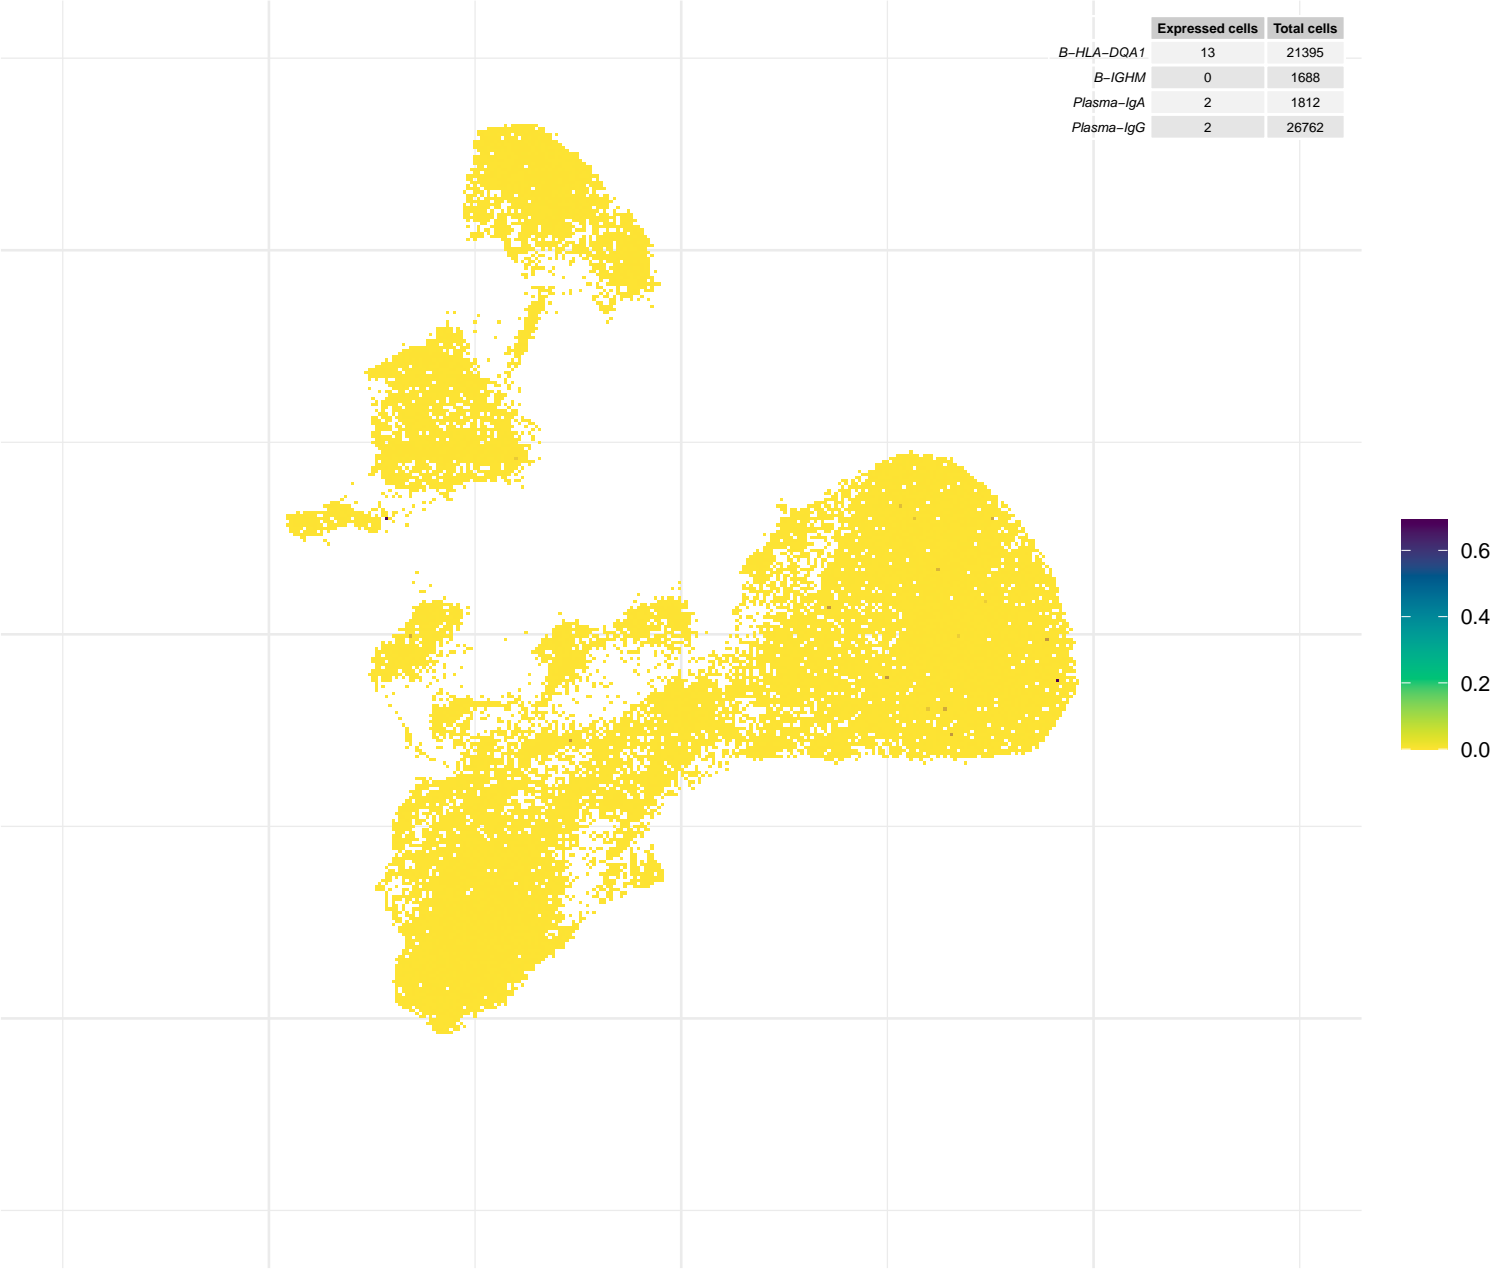 Expressed cells Total cells
B−HLA−DQA1 13 21395
B−IGHM 0 1688
Plasma−IgA 2 1812
Plasma−IgG 2 26762
0.6
0.4
0.2
0.0